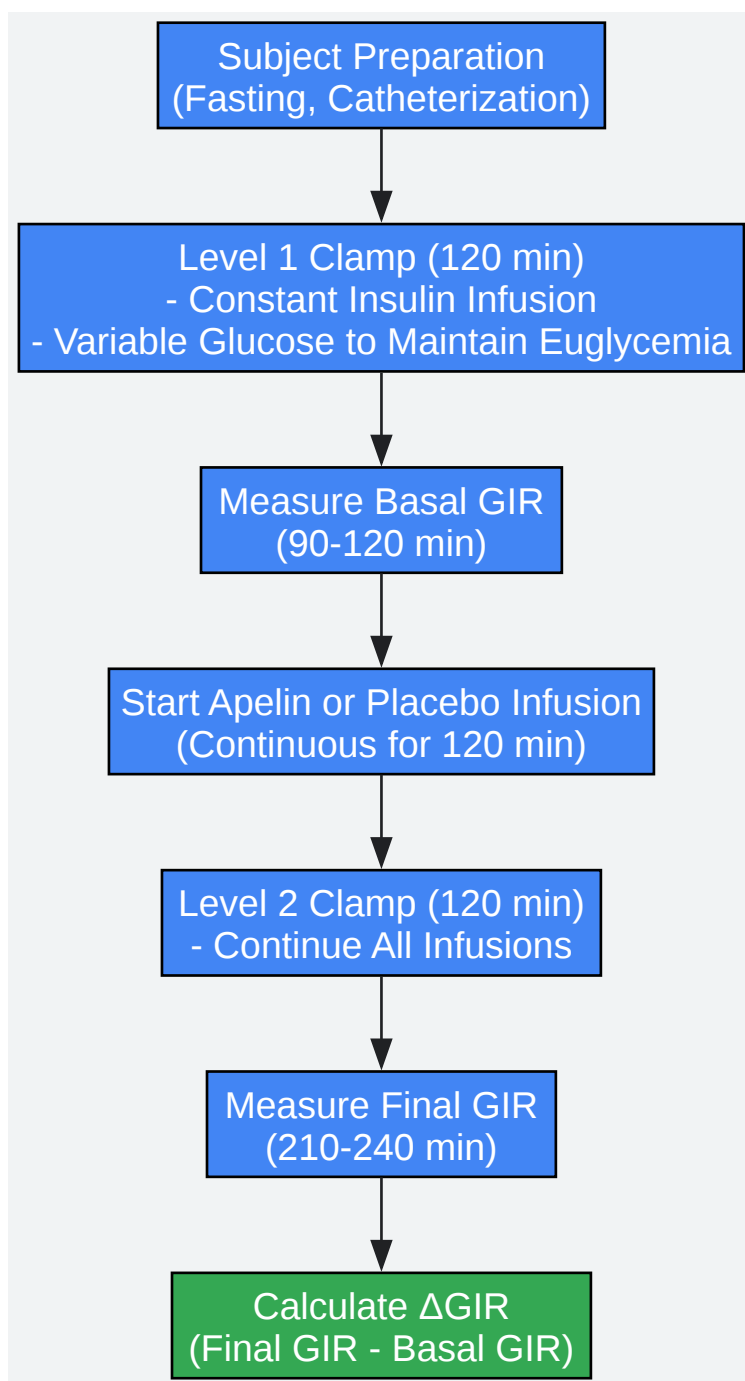 Subject Preparation
(Fasting, Catheterization)
Level 1 Clamp (120 min)
- Constant Insulin Infusion
- Variable Glucose to Maintain Euglycemia
Measure Basal GIR
(90-120 min)
Start Apelin or Placebo Infusion
(Continuous for 120 min)
Level 2 Clamp (120 min)
- Continue All Infusions
Measure Final GIR
(210-240 min)
Calculate ΔGIR
(Final GIR - Basal GIR)